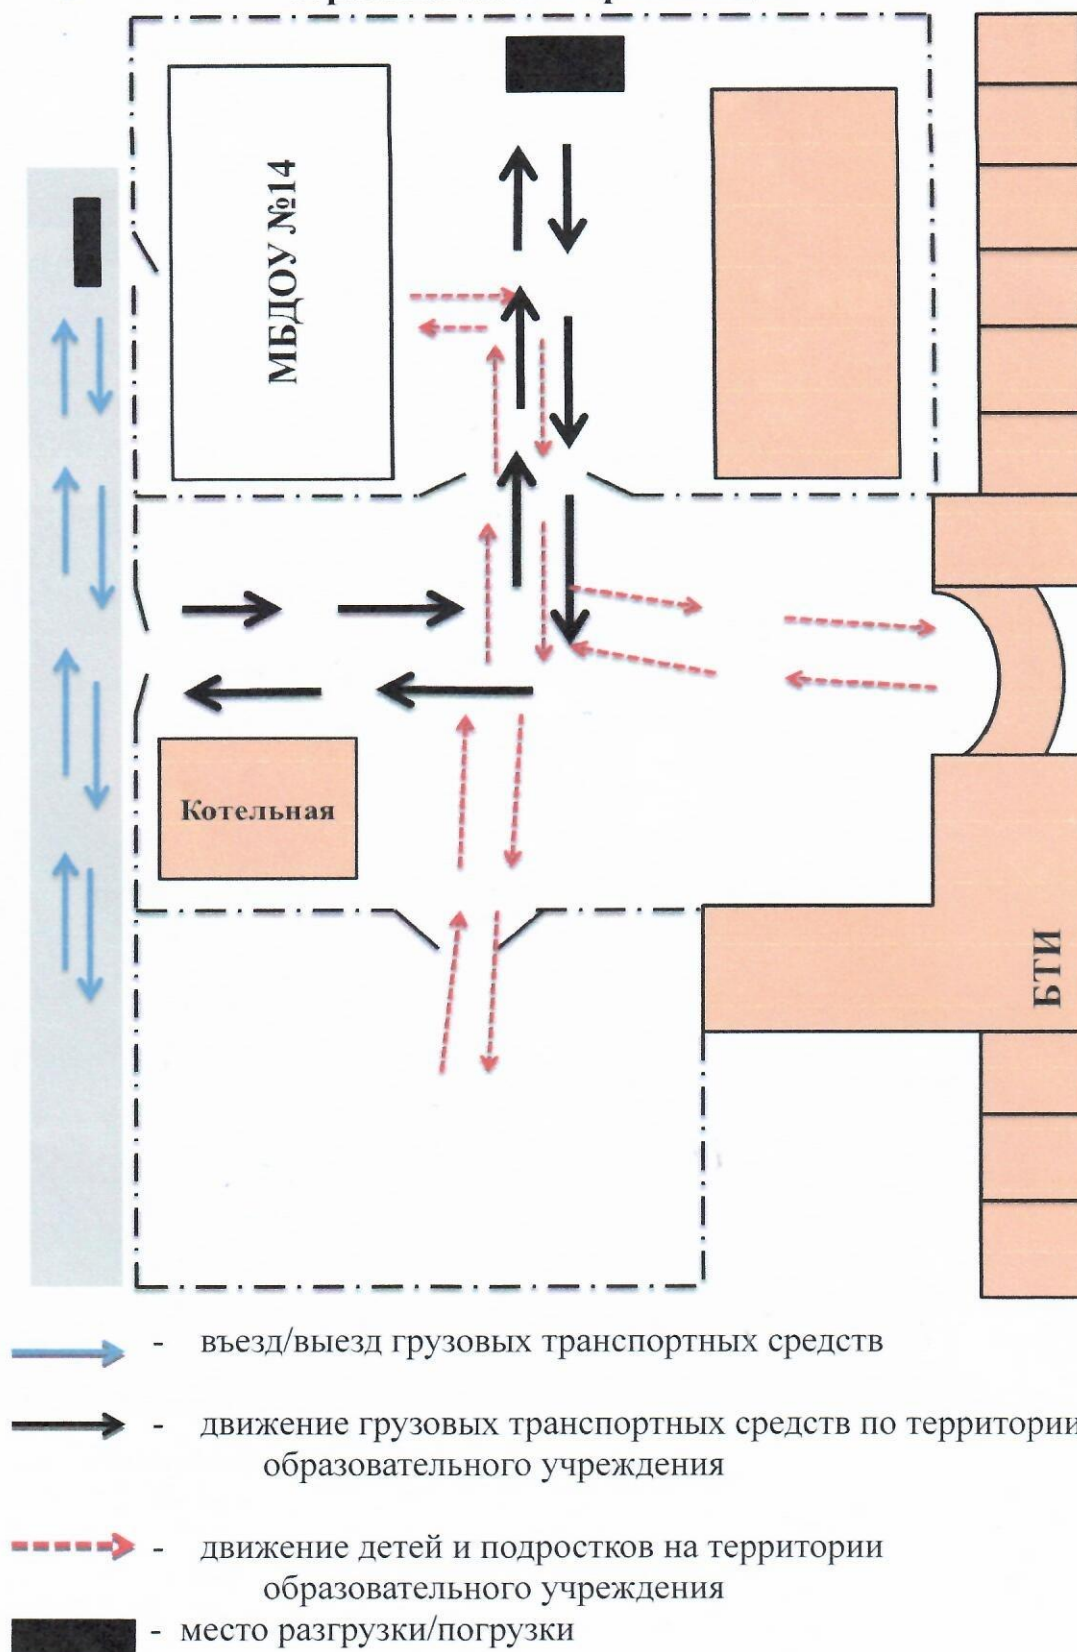 МБДОУ №14
Котельная
БТИ
- въезд/выезд грузовых транспортных средств
- движение грузовых транспортных средств по территории
образовательного учреждения
- движение детей и подростков на территории
образовательного учреждения
- место разгрузки/погрузки